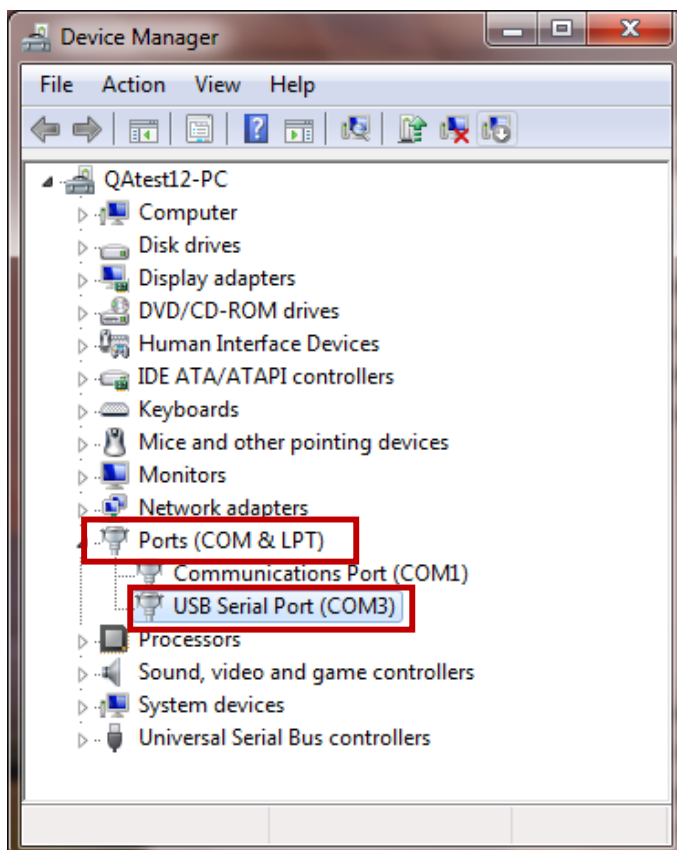 Device Manager
File Action View Help
QAtest12-PC
Computer
Disk drives
Display adapters
DVD/CD-ROM drives
Human Interface Devices
IDE ATA/ATAPI controllers
Keyboards
Mice and other pointing devices
Monitors
Network adapters
Ports (COM & LPT)
Communications Port (COM1)
USB Serial Port (COM3)
Processors
Sound, video and game controllers
System devices
Universal Serial Bus controllers